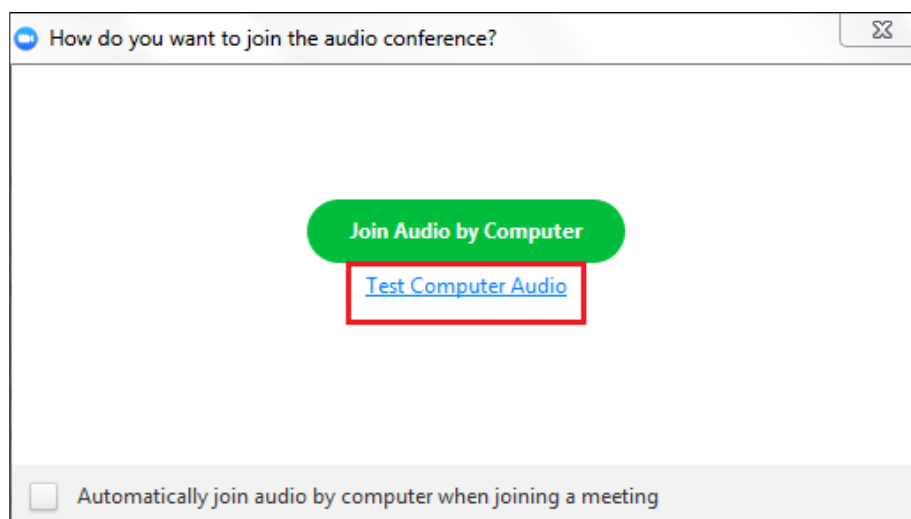 How do you want to join the audio conference?
Join Audio by Computer
Test Computer Audio
Automatically join audio by computer when joining a meeting